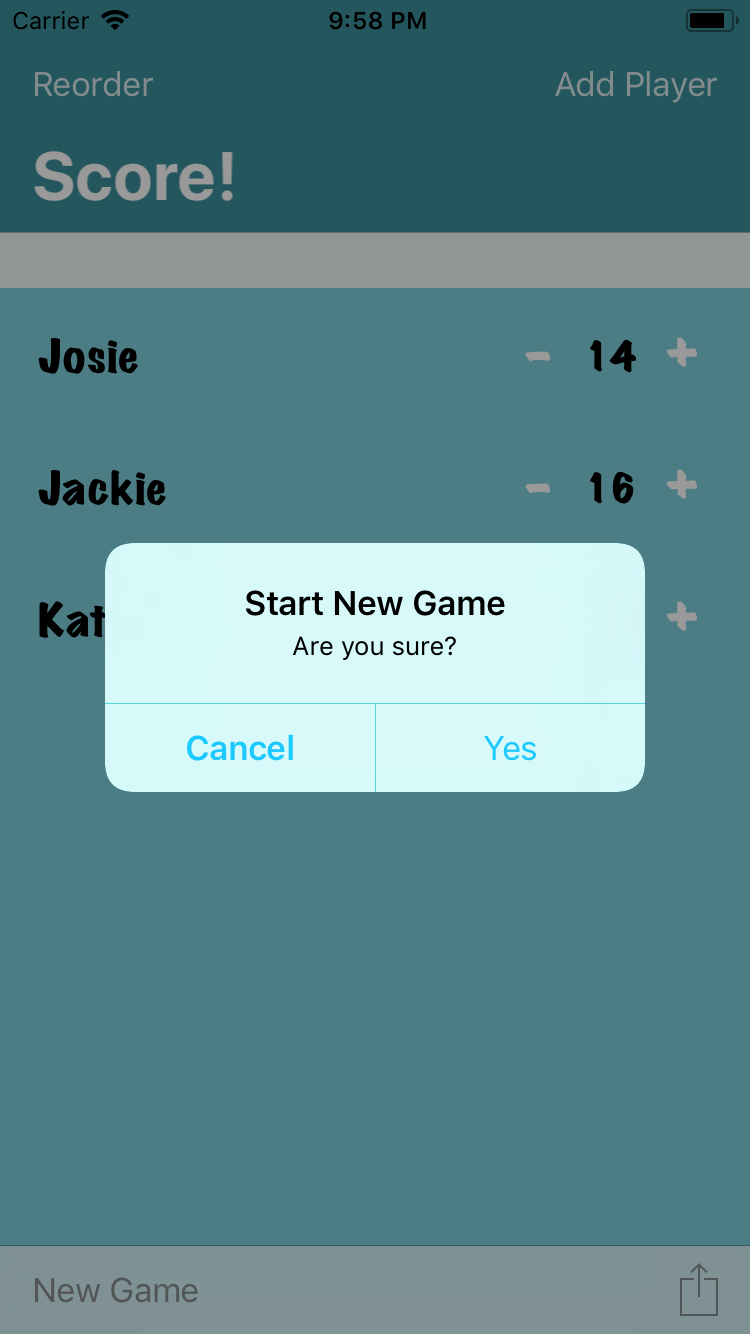 Carrier 9:58 PM
Reorder Add Player
Score!
Josie - 14 +
Jackie - 16 +
+
Start New Game
Are you sure?
Cancel Yes
New Game